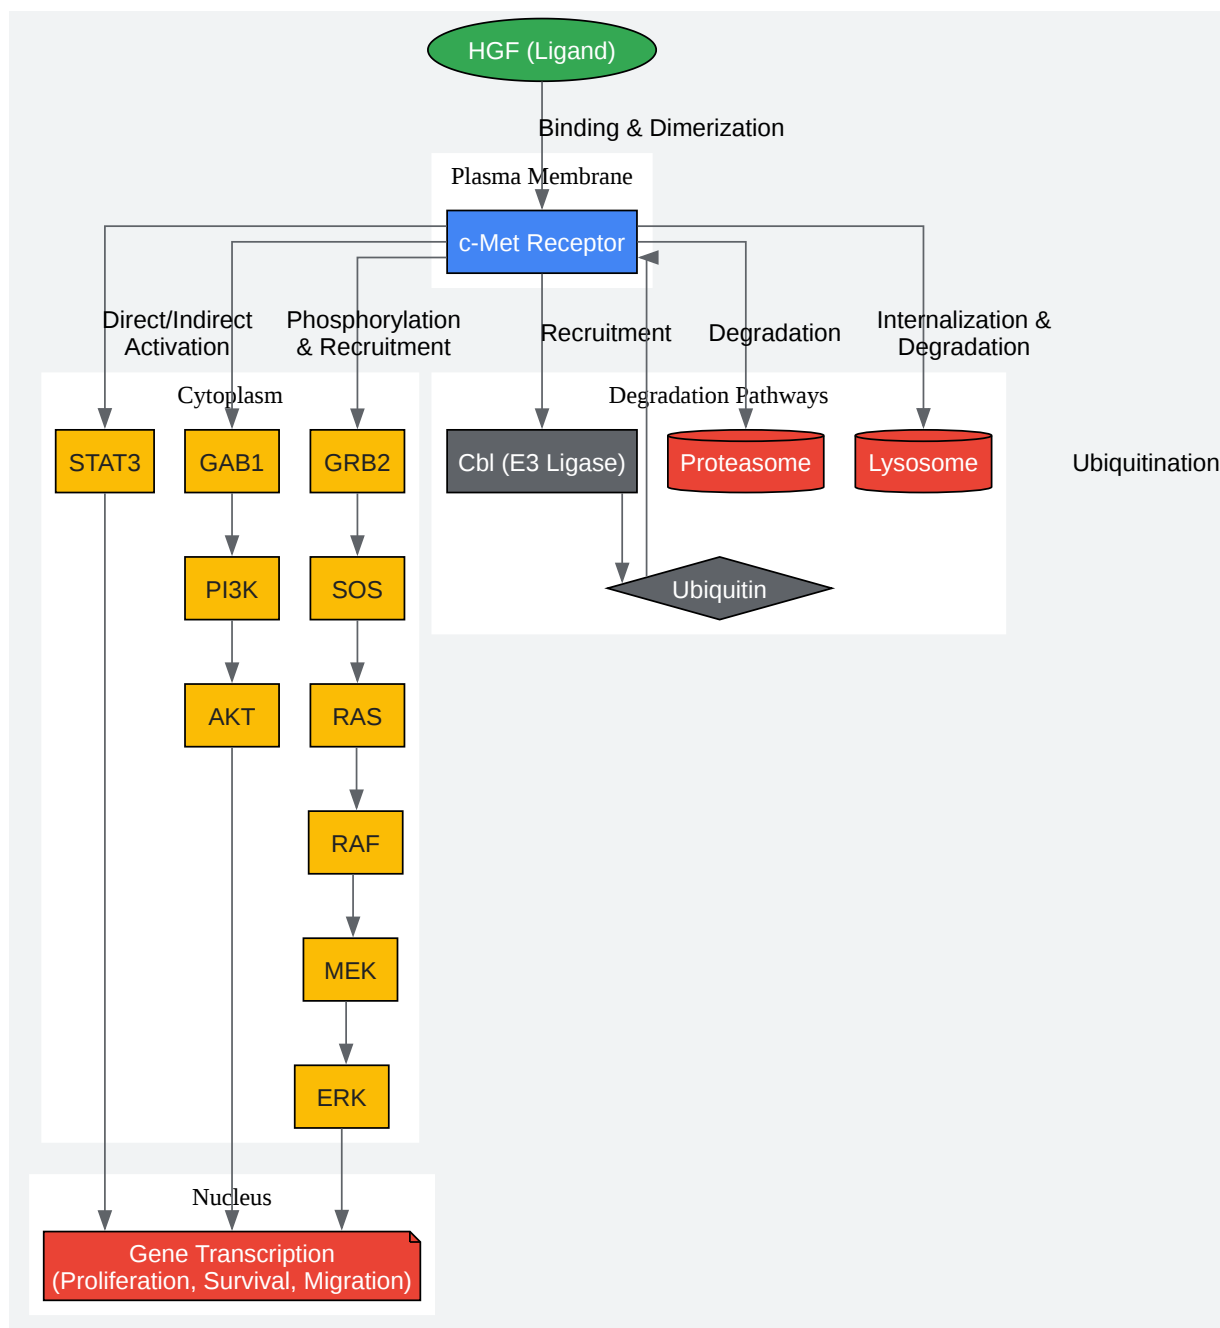 HGF (Ligand)
Binding & Dimerization
Plasma Membrane
c-Met Receptor
Direct/Indirect
Activation
Phosphorylation
& Recruitment
Recruitment
Degradation
Internalization &
Degradation
Cytoplasm
Degradation Pathways
STAT3
GAB1
GRB2
Cbl (E3 Ligase)
Proteasome
Lysosome
Ubiquitination
PI3K
SOS
Ubiquitin
AKT
RAS
RAF
MEK
ERK
Nucleus
Gene Transcription
(Proliferation, Survival, Migration)